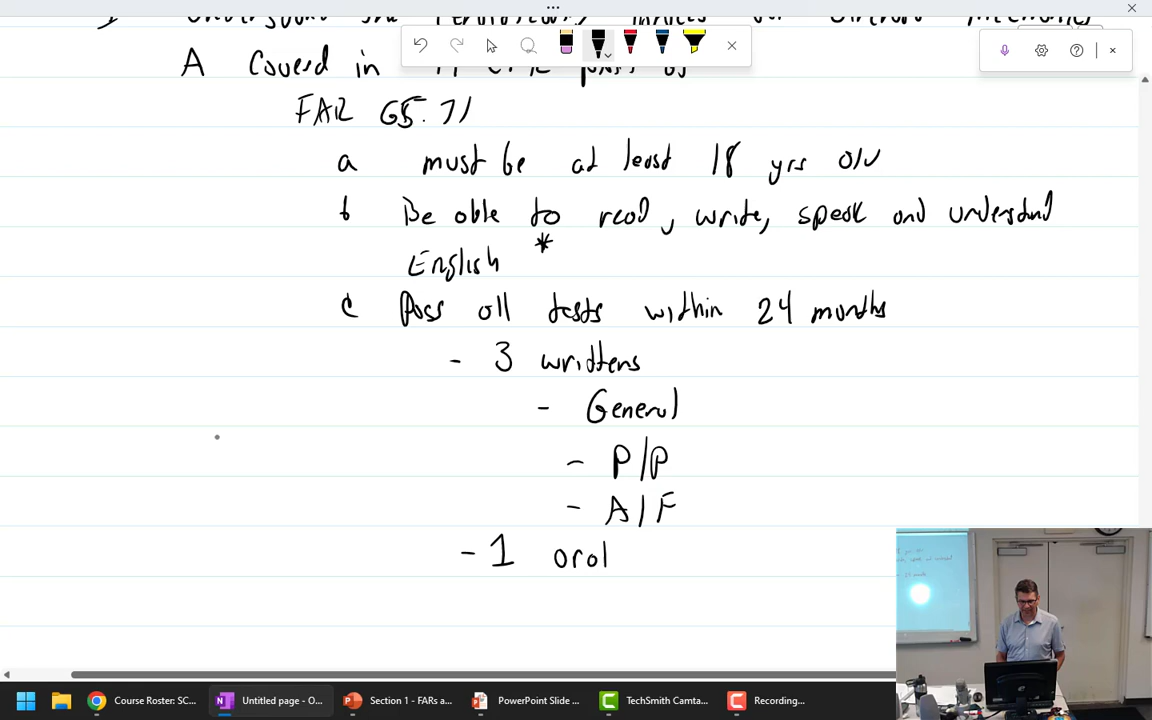 A Covered in
FAR 65.71
a must be at least 18 yrs old
b Be able to read, write, speak and understand
English *
c Pass all tests within 24 months
- 3 writtens
- General
- P/P
- A/F
- 1 oral
Course Roster: SC...
Untitled page - O...
Section 1 - FARs a...
PowerPoint Slide ...
TechSmith Camta...
Recording...